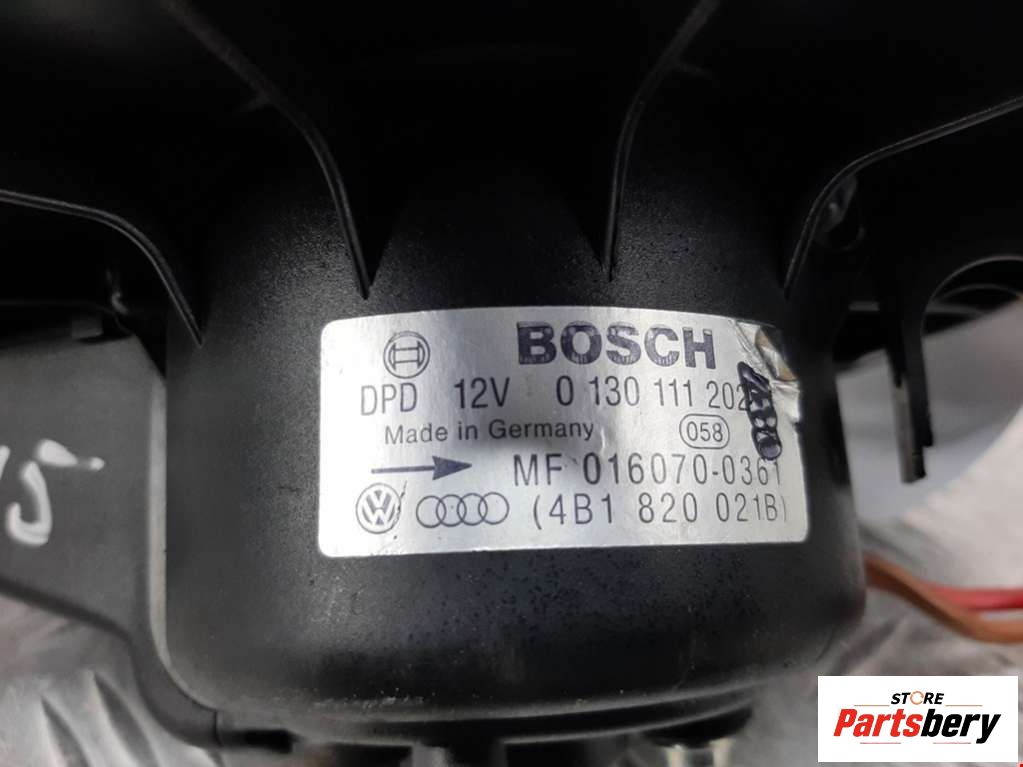 BOSCH
DPD 12V 0 130 111 202
Made in Germany 058
MF 016070-0361
(4B1 820 021B)
STORE
Partsbery